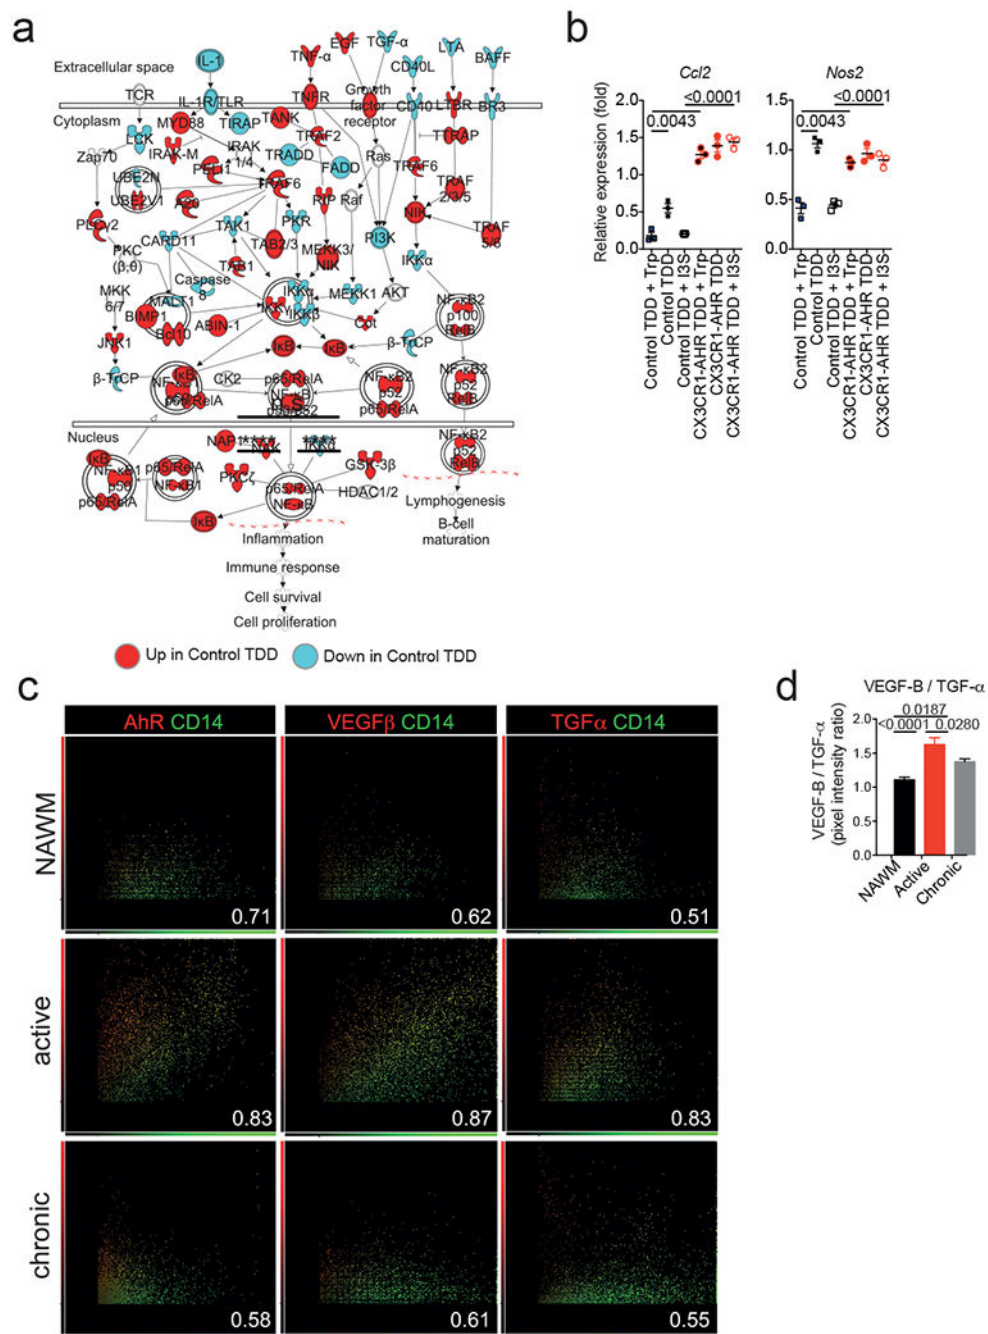 a
IL-1
TNF-α
EGF
TGF-α
LTA
BAFF
CD40L
Extracellular space
TCR
IL-1R/TLR
TNFR
Growth
factor
receptor
CD40
LTBR
BR3
Cytoplasm
LCK
MYD88
TIRAP
TANK
TRAF2
TTRAP
Zap70
IRAK-M
IRAK
1/4
TRADD
FADD
Ras
UBE2N
UBE2V1
PELI1
TRAF6
TRAF6
A20
RIP
Raf
TRAF
2/3/5
NIK
PLCγ2
PKR
TRAF
5/6
CARD11
TAK1
TAB2/3
PI3K
PKC
(β,θ)
TAB1
MEKK3/
NIK
IKKα
Caspase
8
MKK
6/7
MALT1
BIMP1
Bcl10
ABIN-1
IKKα
IKKγ
IKKβ
MEKK1
AKT
Cot
NF-κB2
p100
RelB
JNK1
IκB
IκB
β-TrCP
β-TrCP
IκB
p65/RelA
CK2
p65/RelA
NF-κB
p50/p52
NF-κB2
p52
p65/RelA
NF-κB2
p52
RelB
S
Nucleus
NAP1
****
****
NF-κB2
p52
RelB
IκB
NF-κB1
p50
p65/RelA
p65/RelA
NF-κB1
PKCζ
GSK-3β
p65/RelA
NF-κB
HDAC1/2
Lymphogenesis
IκB
B-cell
maturation
Inflammation
Immune response
Cell survival
Cell proliferation
Up in Control TDD
Down in Control TDD
b
Ccl2
Nos2
<0.0001
<0.0001
0.0043
0.0043
Relative expression (fold)
2.0
1.5
1.0
0.5
0.0
1.5
1.0
0.5
0.0
Control TDD + Trp
Control TDD
Control TDD + I3S
CX3CR1-AHR TDD + Trp
CX3CR1-AHR TDD
CX3CR1-AHR TDD + I3S
Control TDD + Trp
Control TDD
Control TDD + I3S
CX3CR1-AHR TDD + Trp
CX3CR1-AHR TDD
CX3CR1-AHR TDD + I3S
c
AhR CD14
VEGFβ CD14
TGFα CD14
NAWM
0.71
0.62
0.51
active
0.83
0.87
0.83
chronic
0.58
0.61
0.55
d
VEGF-B / TGF-α
0.0187
<0.0001
0.0280
VEGF-B / TGF-α
(pixel intensity ratio)
2.0
1.5
1.0
0.5
0.0
NAWM
Active
Chronic